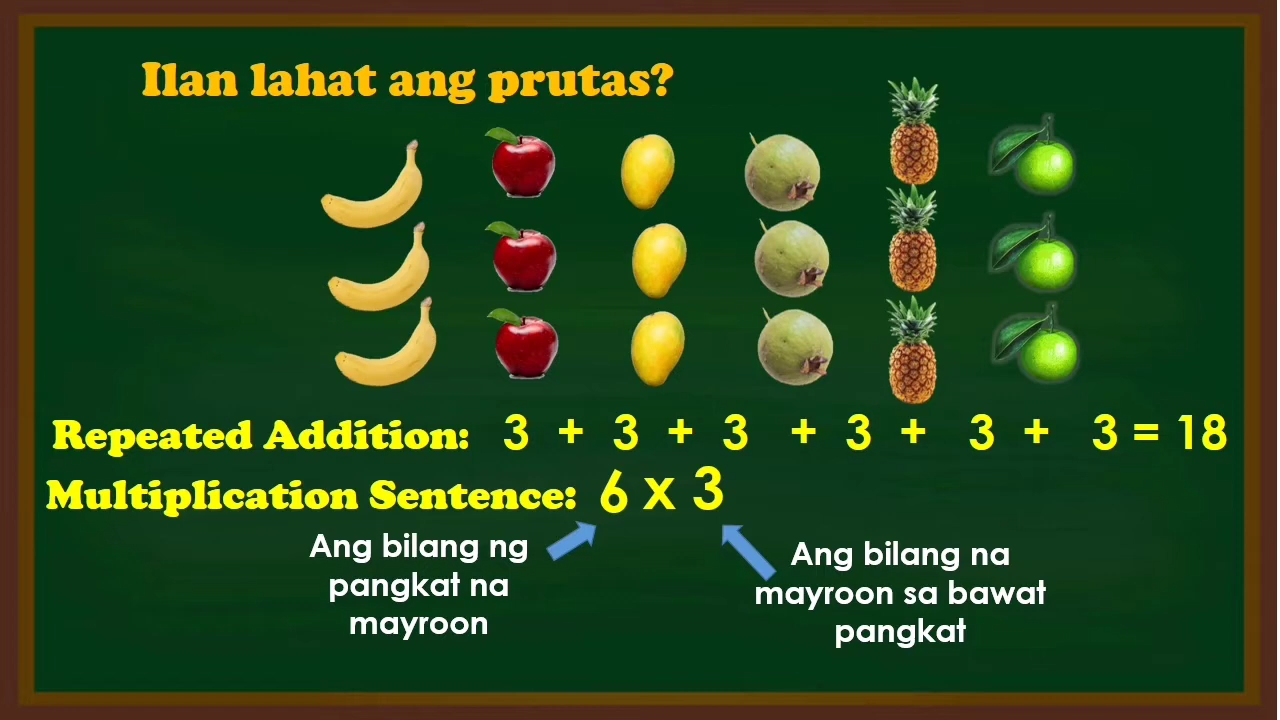 Ilan lahat ang prutas?
Repeated Addition: 3 + 3 + 3 + 3 + 3 + 3 = 18
Multiplication Sentence: 6 x 3
Ang bilang ng
pangkat na
mayroon
Ang bilang na
mayroon sa bawat
pangkat